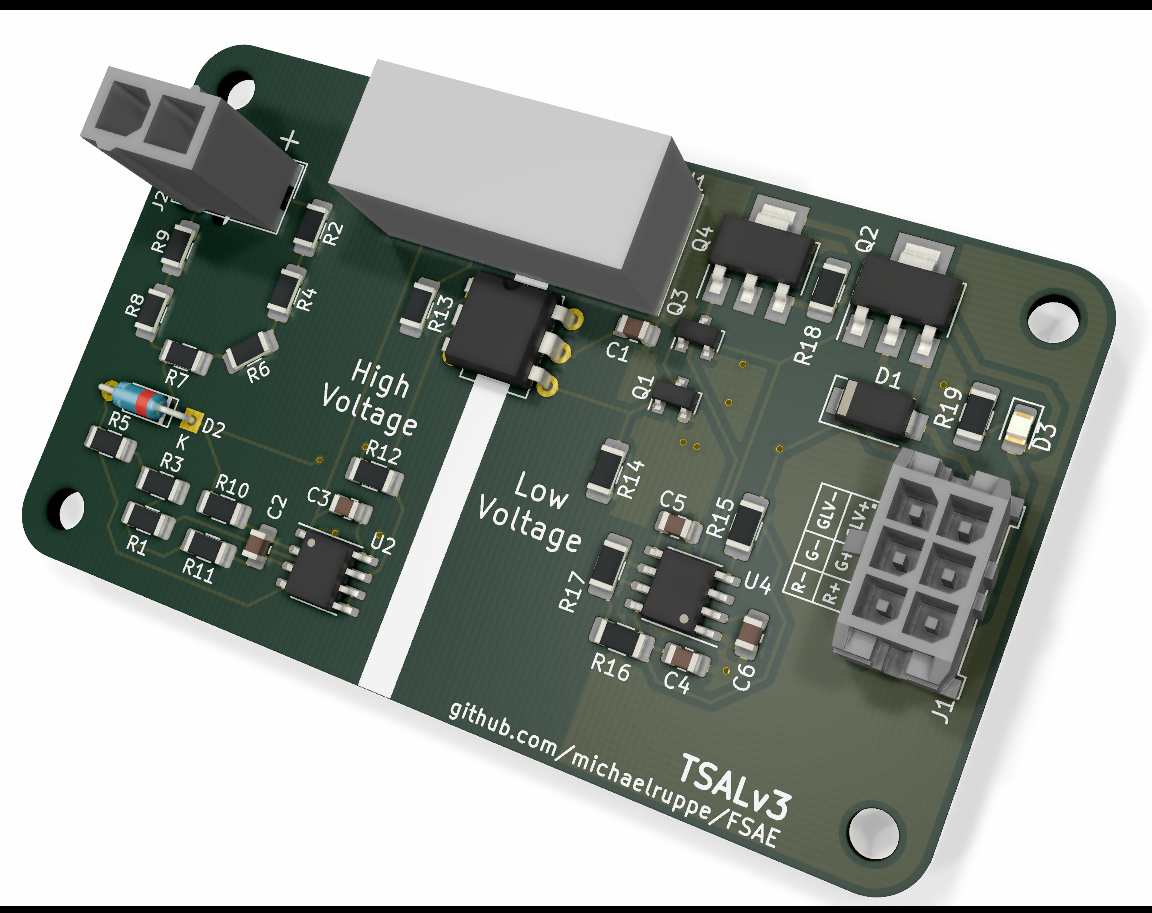 +
J2
R9
R2
R8
R4
R7
R6
R13
High
Voltage
R5
D2
K
R3
R10
R12
C2
C3
R1
R11
U2
Q4
Q2
Q3
C1
R18
Q1
D1
R19
D3
Low
Voltage
R14
C5
R15
R17
U4
R16
C4
C6
GLV-
GLV+
G-
G+
R-
R+
J1
github.com/michaelruppe/FSAE
TSALv3